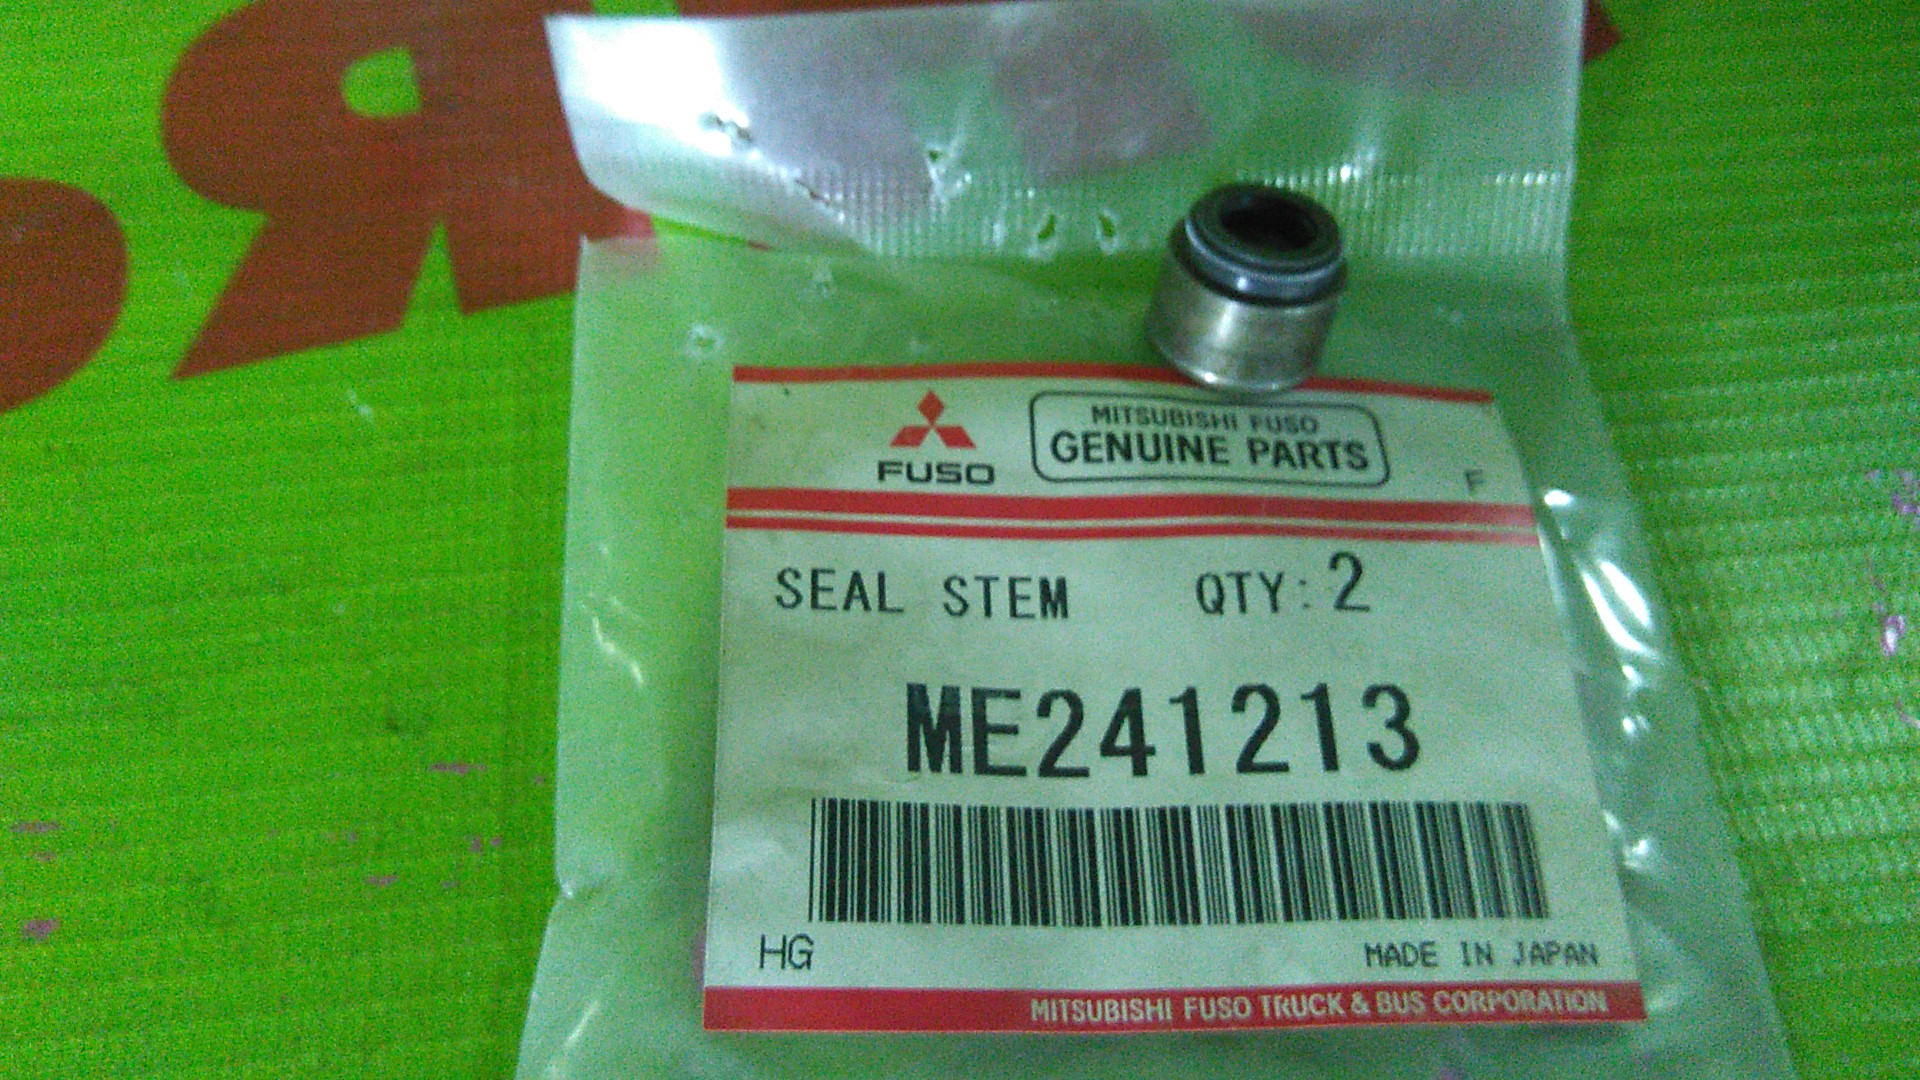 MITSUBISHI FUSO
GENUINE PARTS
FUSO
F
SEAL STEM QTY: 2
ME241213
HG
MADE IN JAPAN
MITSUBISHI FUSO TRUCK & BUS CORPORATION